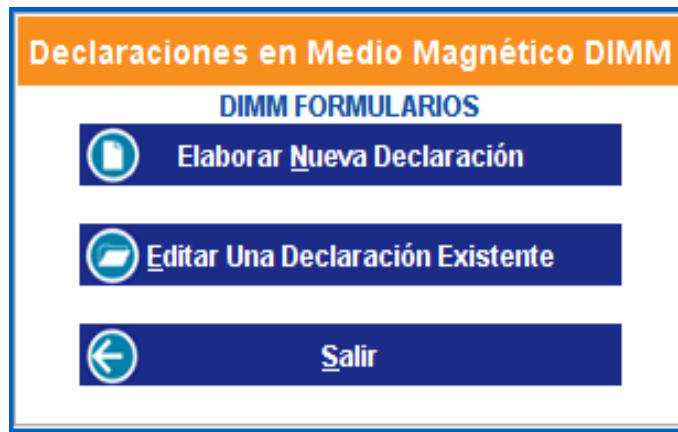 Declaraciones en Medio Magnético DIMM
DIMM FORMULARIOS
Elaborar Nueva Declaración
Editar Una Declaración Existente
Salir